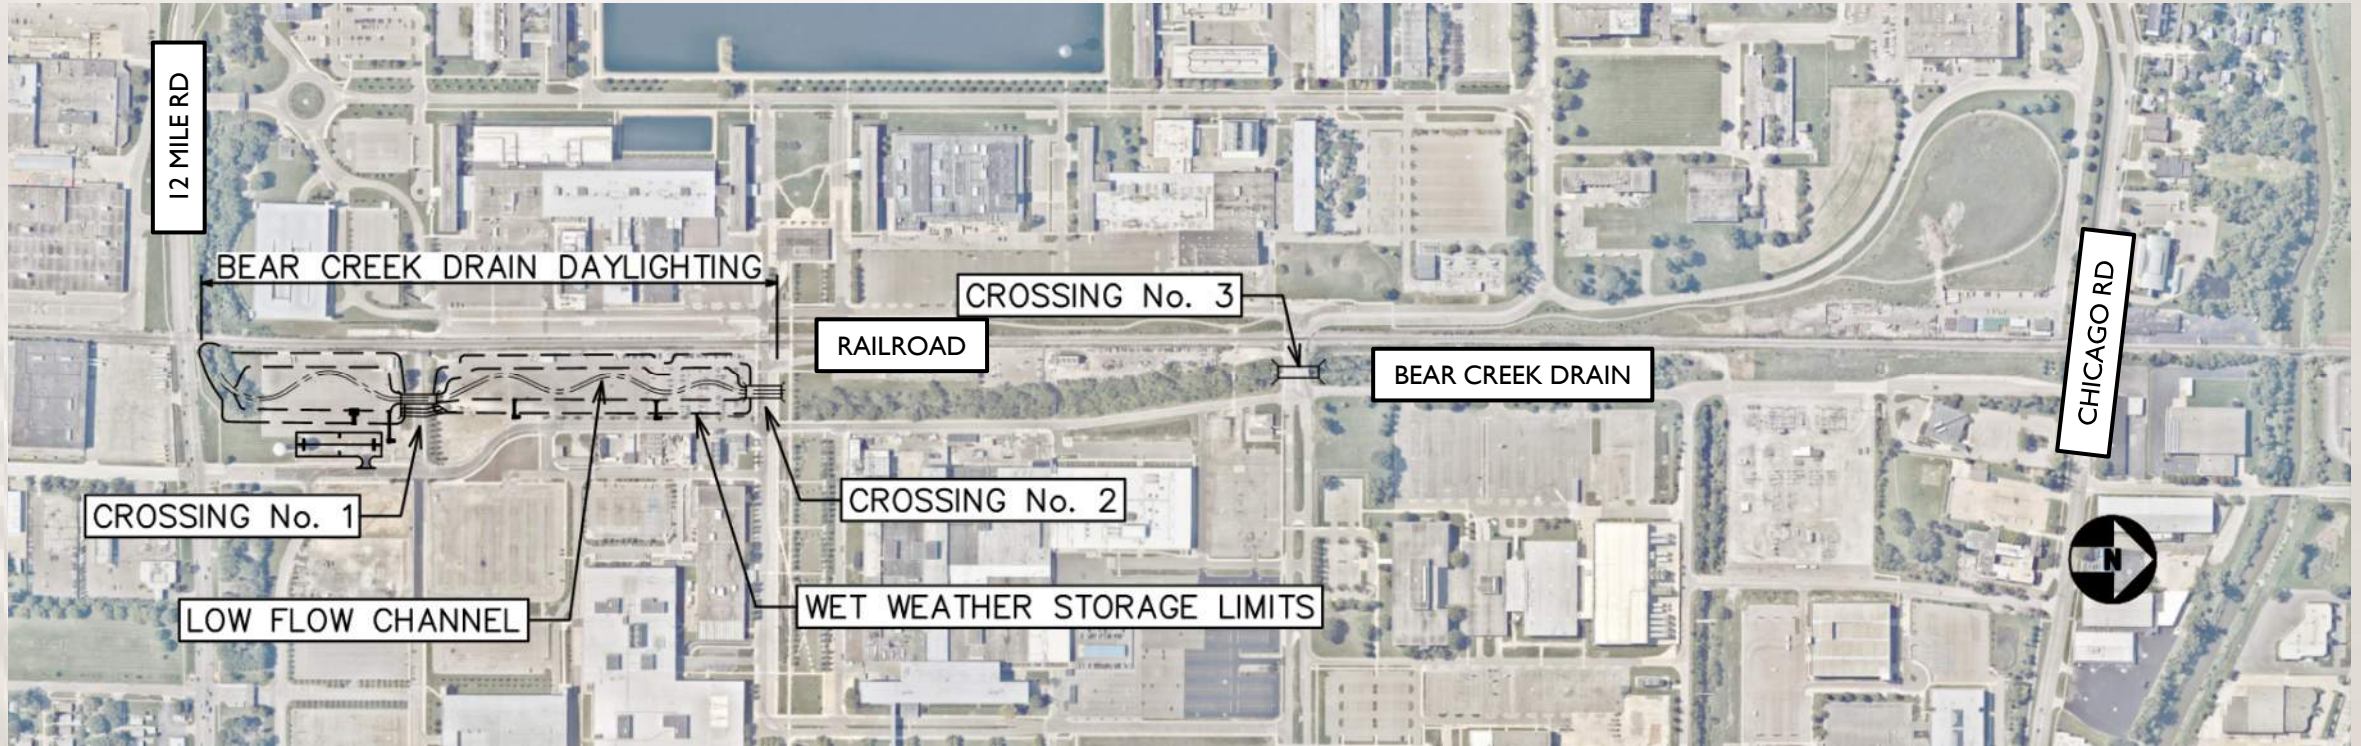 12 MILE RD
BEAR CREEK DRAIN DAYLIGHTING
CROSSING No. 3
RAILROAD
BEAR CREEK DRAIN
CHICAGO RD
CROSSING No. 1
CROSSING No. 2
LOW FLOW CHANNEL
WET WEATHER STORAGE LIMITS
N